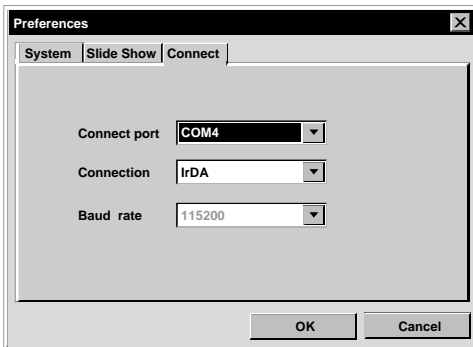 Preferences
System Slide Show Connect
Connect port COM4
Connection IrDA
Baud rate 115200
OK Cancel